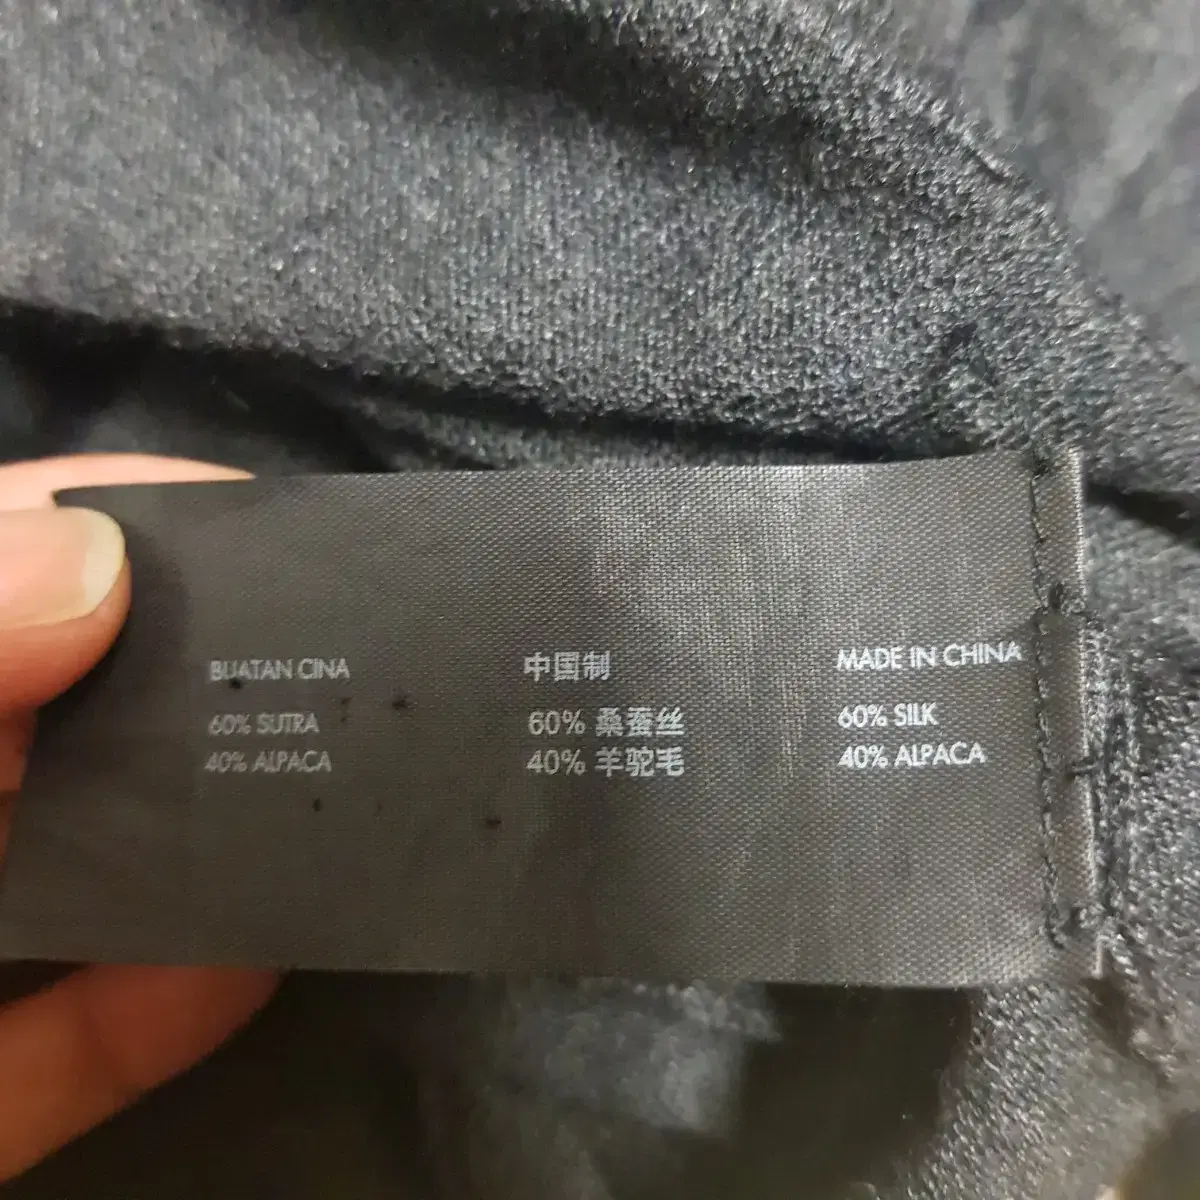 BUATAN CINA
60% SUTRA
40% ALPACA
中国制
60% 桑蚕丝
40% 羊驼毛
MADE IN CHINA
60% SILK
40% ALPACA